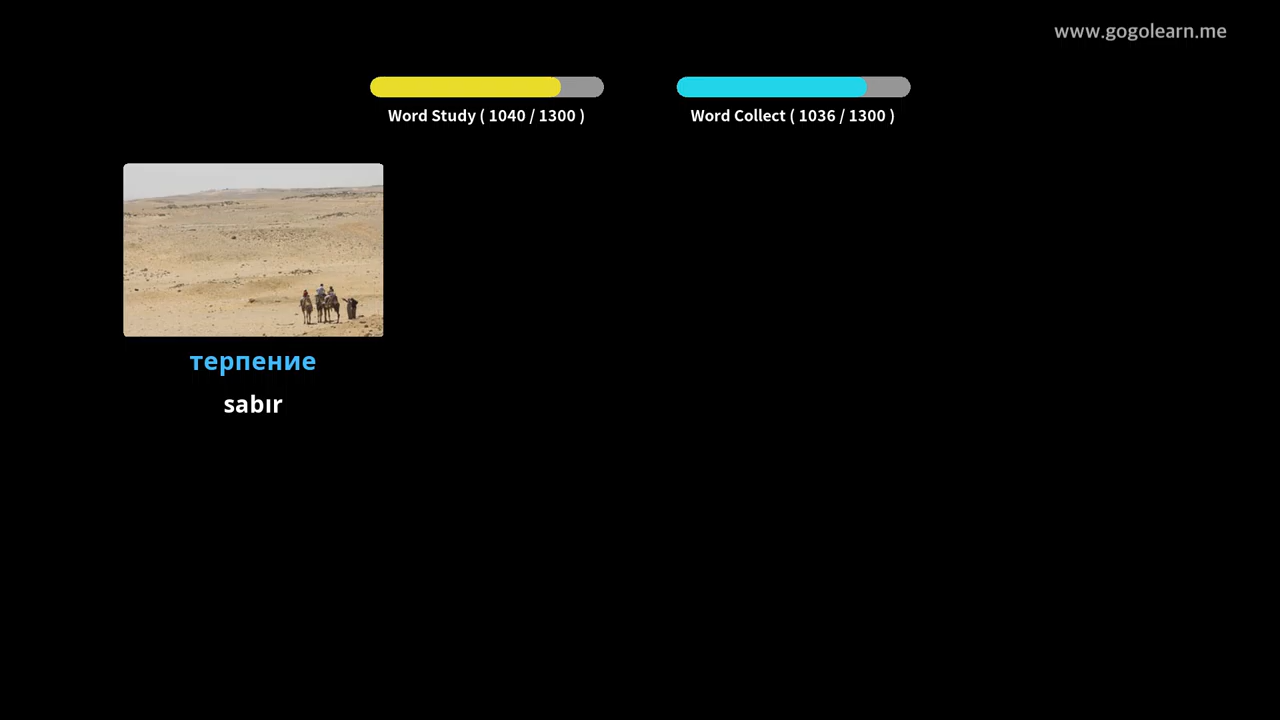 www.gogolearn.me
Word Study ( 1040 / 1300 )
Word Collect ( 1036 / 1300 )
терпение
sabır